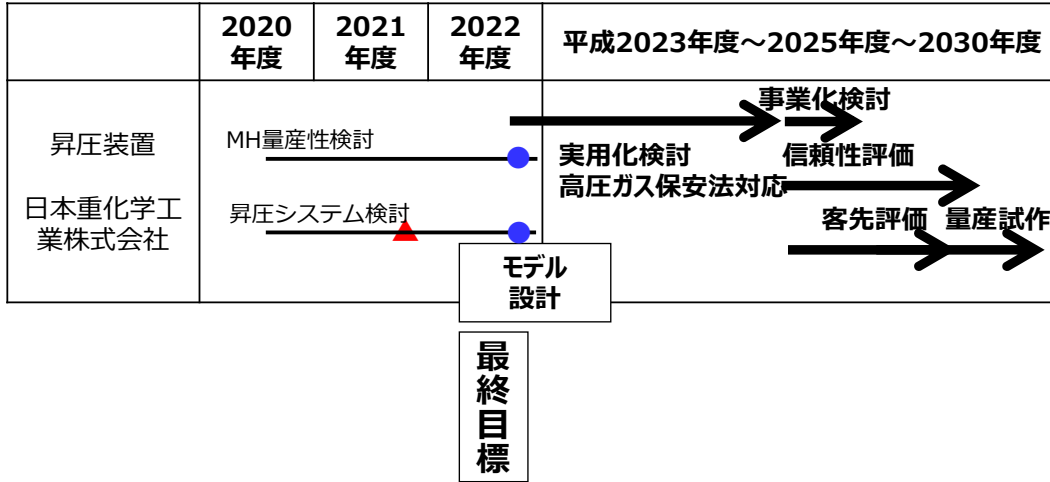 2020
年度
2021
年度
2022
年度
平成2023年度～2025年度～2030年度
昇圧装置
日本重化学工
業株式会社
MH量産性検討
昇圧システム検討
事業化検討
実用化検討
高圧ガス保安法対応
信頼性評価
客先評価 量産試作
モデル
設計
最
終
目
標